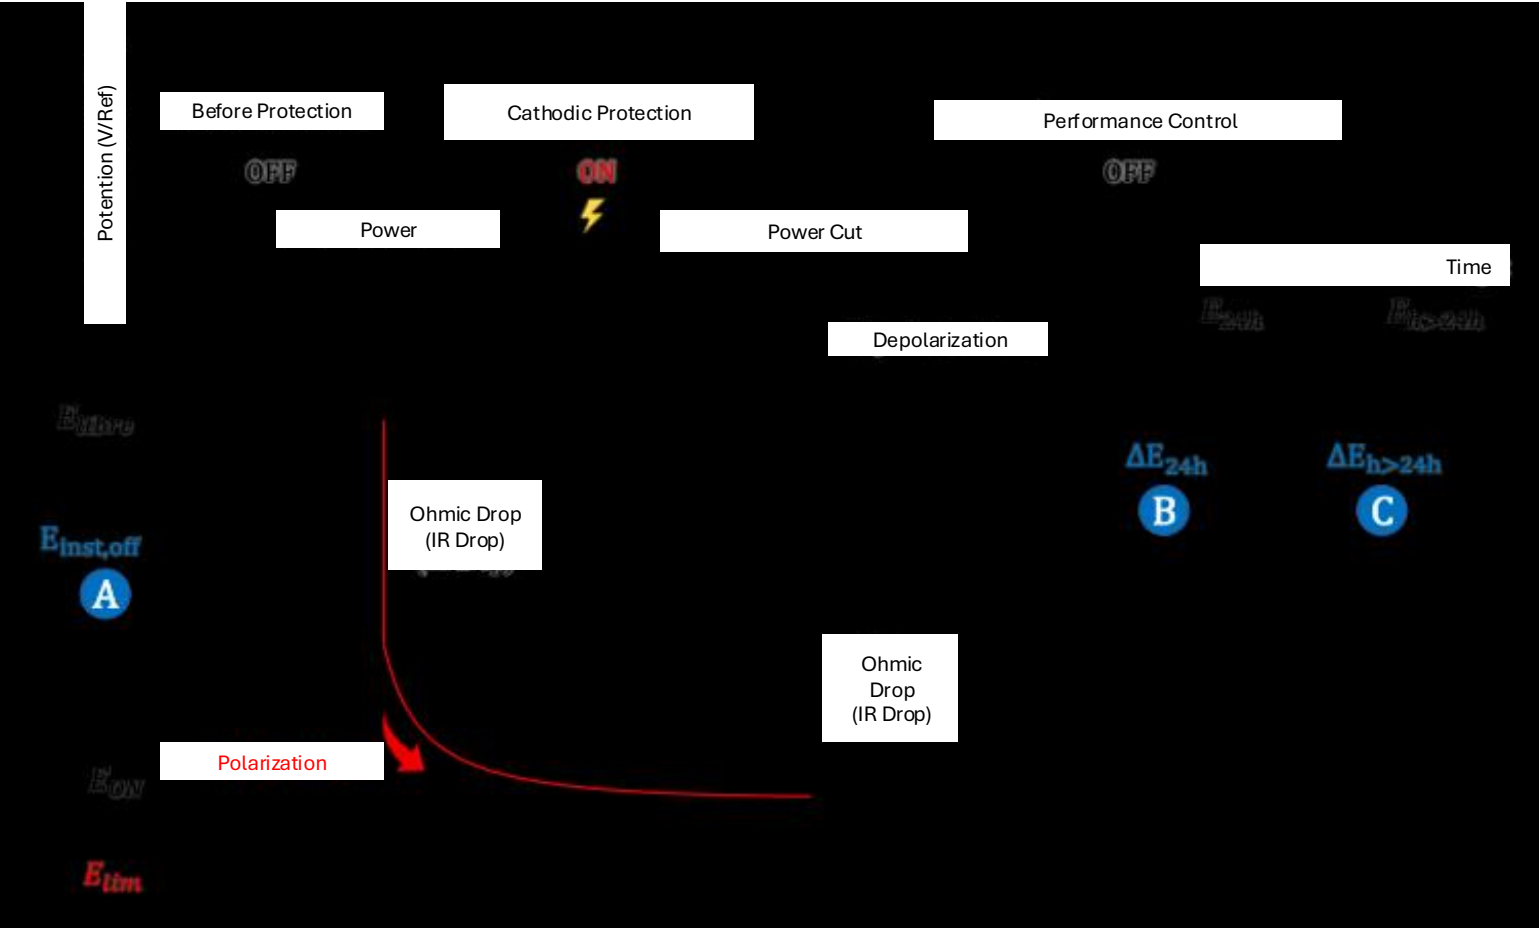 Potention (V/Ref)
Before Protection
Cathodic Protection
Performance Control
OFF
ON
OFF
Power
Power Cut
Time
E24h
Eh>24h
Depolarization
Elibre
ΔE24h
ΔEh>24h
B
C
Ohmic Drop
(IR Drop)
Einst,off
A
Ohmic
Drop
(IR Drop)
Polarization
EON
Elim